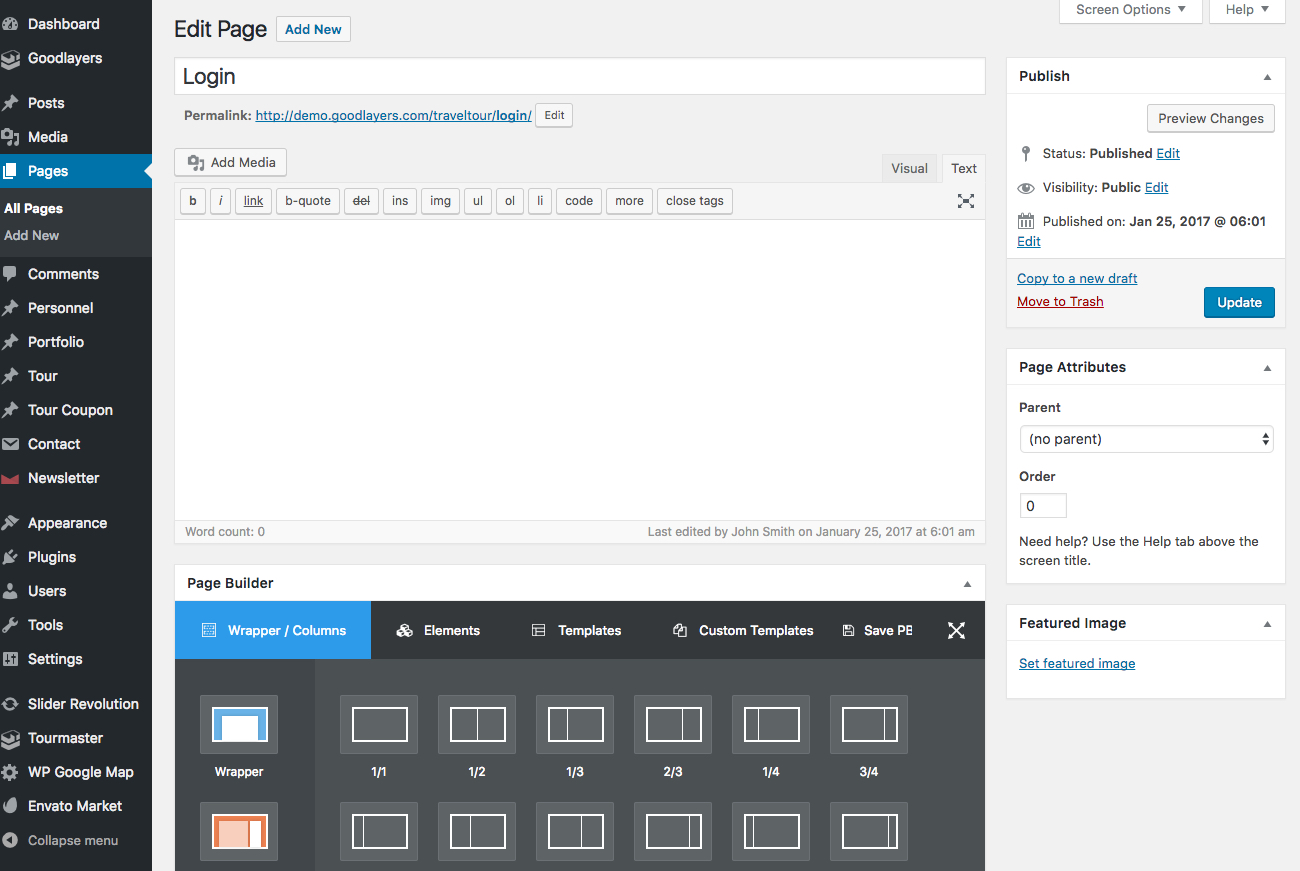 Dashboard
Goodlayers
Posts
Media
Pages
All Pages
Add New
Comments
Personnel
Portfolio
Tour
Tour Coupon
Contact
Newsletter
Appearance
Plugins
Users
Tools
Settings
Slider Revolution
Tourmaster
WP Google Map
Envato Market
Collapse menu
Screen Options
Help
Edit Page
Add New
Login
Permalink: http://demo.goodlayers.com/traveltour/login/ Edit
Add Media
Visual
Text
b
i
link
b-quote
del
ins
img
ul
ol
li
code
more
close tags
Word count: 0
Last edited by John Smith on January 25, 2017 at 6:01 am
Page Builder
Wrapper / Columns
Elements
Templates
Custom Templates
Save PB
Wrapper
1/1
1/2
1/3
2/3
1/4
3/4
Publish
Preview Changes
Status: Published Edit
Visibility: Public Edit
Published on: Jan 25, 2017 @ 06:01
Edit
Copy to a new draft
Move to Trash
Update
Page Attributes
Parent
(no parent)
Order
0
Need help? Use the Help tab above the
screen title.
Featured Image
Set featured image